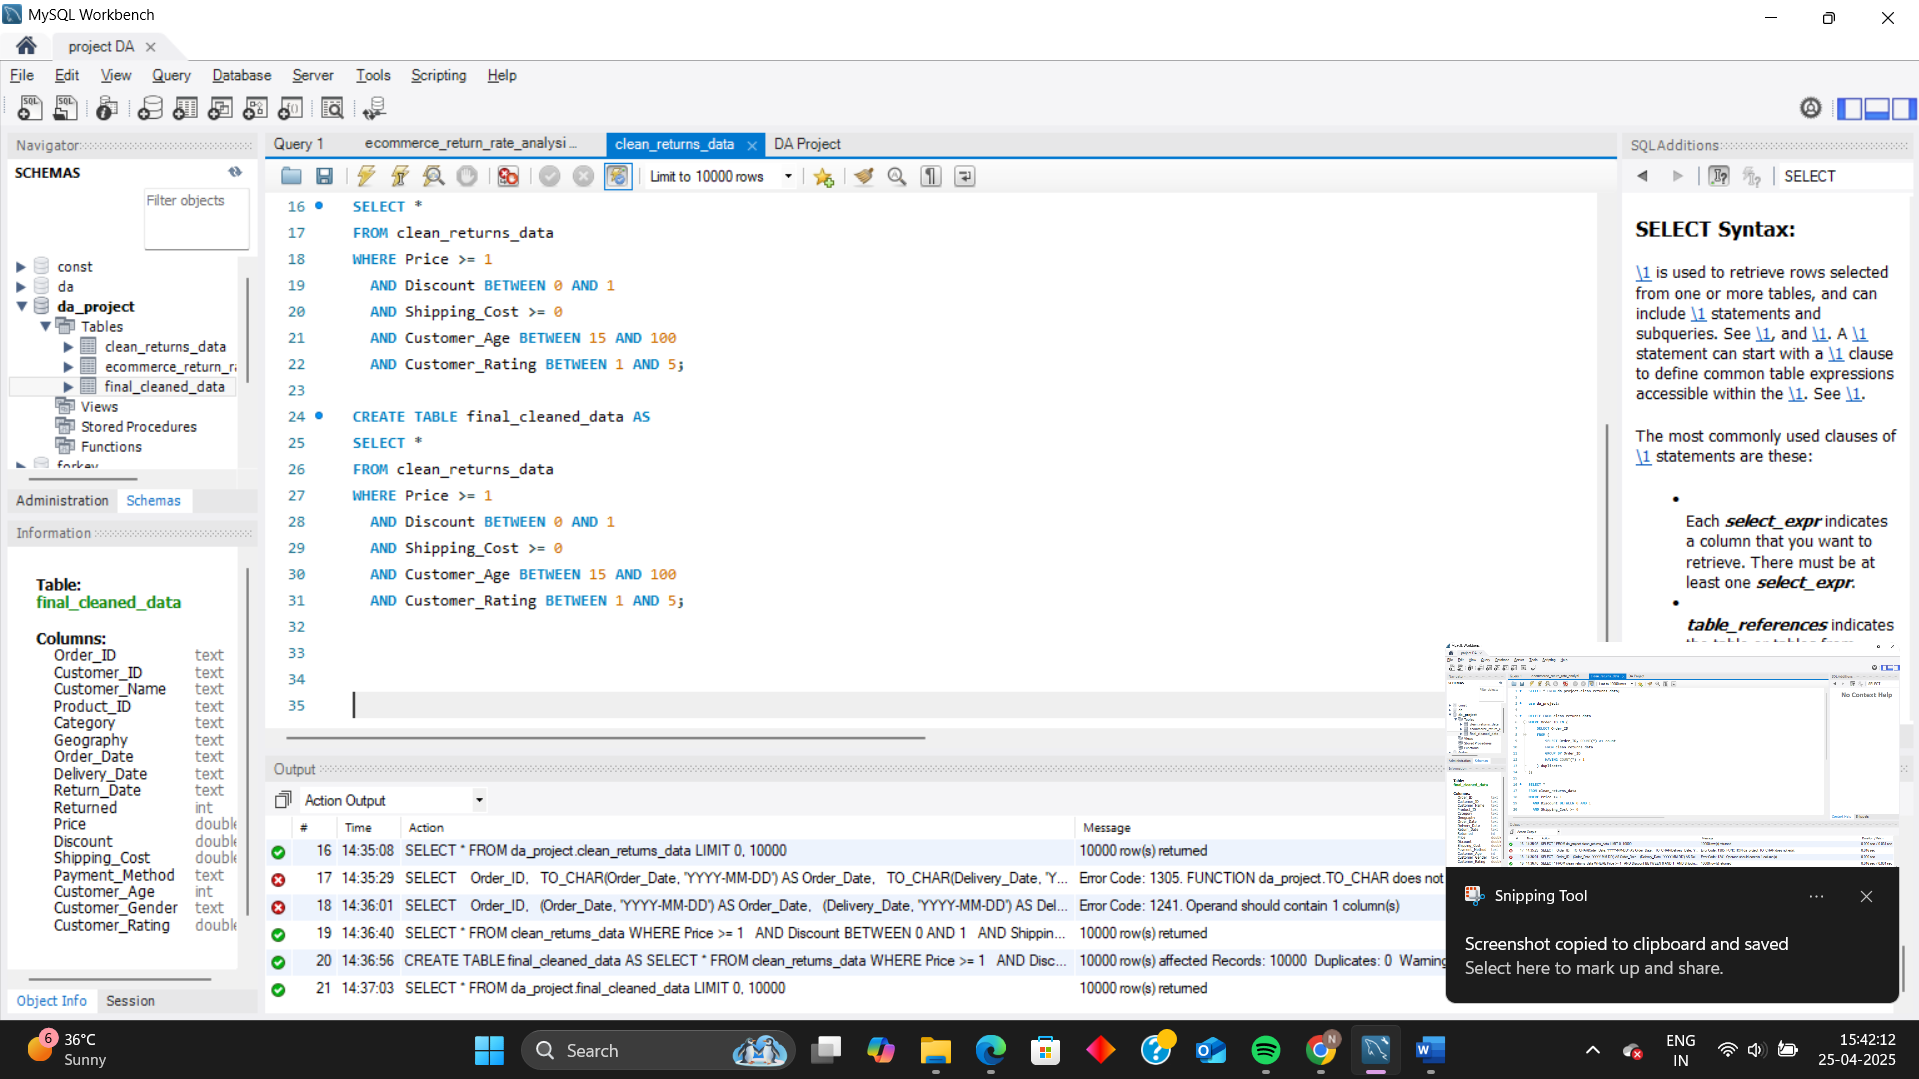 MySQL Workbench
project DA
File Edit View Query Database Server Tools Scripting Help
Navigator
SCHEMAS
Filter objects
const
da
da_project
Tables
clean_returns_data
ecommerce_return_r
final_cleaned_data
Views
Stored Procedures
Functions
forkey
Administration Schemas
Information
Table:
final_cleaned_data
Columns:
Order_ID text
Customer_ID text
Customer_Name text
Product_ID text
Category text
Geography text
Order_Date text
Delivery_Date text
Return_Date text
Returned int
Price double
Discount double
Shipping_Cost double
Payment_Method text
Customer_Age int
Customer_Gender text
Customer_Rating double
Object Info Session
Query 1 ecommerce_return_rate_analysi... clean_returns_data DA Project
Limit to 10000 rows
16 SELECT *
17 FROM clean_returns_data
18 WHERE Price >= 1
19 AND Discount BETWEEN 0 AND 1
20 AND Shipping_Cost >= 0
21 AND Customer_Age BETWEEN 15 AND 100
22 AND Customer_Rating BETWEEN 1 AND 5;
23
24 CREATE TABLE final_cleaned_data AS
25 SELECT *
26 FROM clean_returns_data
27 WHERE Price >= 1
28 AND Discount BETWEEN 0 AND 1
29 AND Shipping_Cost >= 0
30 AND Customer_Age BETWEEN 15 AND 100
31 AND Customer_Rating BETWEEN 1 AND 5;
32
33
34
35
Output
Action Output
# Time Action Message
16 14:35:08 SELECT * FROM da_project.clean_returns_data LIMIT 0, 10000 10000 row(s) returned
17 14:35:29 SELECT Order_ID, TO_CHAR(Order_Date, 'YYYY-MM-DD') AS Order_Date, TO_CHAR(Delivery_Date, 'Y... Error Code: 1305. FUNCTION da_project.TO_CHAR does not
18 14:36:01 SELECT Order_ID, (Order_Date, 'YYYY-MM-DD') AS Order_Date, (Delivery_Date, 'YYYY-MM-DD') AS Del... Error Code: 1241. Operand should contain 1 column(s)
19 14:36:40 SELECT * FROM clean_returns_data WHERE Price >= 1 AND Discount BETWEEN 0 AND 1 AND Shippin... 10000 row(s) returned
20 14:36:56 CREATE TABLE final_cleaned_data AS SELECT * FROM clean_returns_data WHERE Price >= 1 AND Disc... 10000 row(s) affected Records: 10000 Duplicates: 0 Warning
21 14:37:03 SELECT * FROM da_project.final_cleaned_data LIMIT 0, 10000 10000 row(s) returned
SQLAdditions
SELECT
SELECT Syntax:
\1 is used to retrieve rows selected
from one or more tables, and can
include \1 statements and
subqueries. See \1, and \1. A \1
statement can start with a \1 clause
to define common table expressions
accessible within the \1. See \1.
The most commonly used clauses of
\1 statements are these:
Each select_expr indicates
a column that you want to
retrieve. There must be at
least one select_expr.
table_references indicates
No Context Help
Snipping Tool
Screenshot copied to clipboard and saved
Select here to mark up and share.
6
36°C
Sunny
Search
N
ENG
IN
15:42:12
25-04-2025